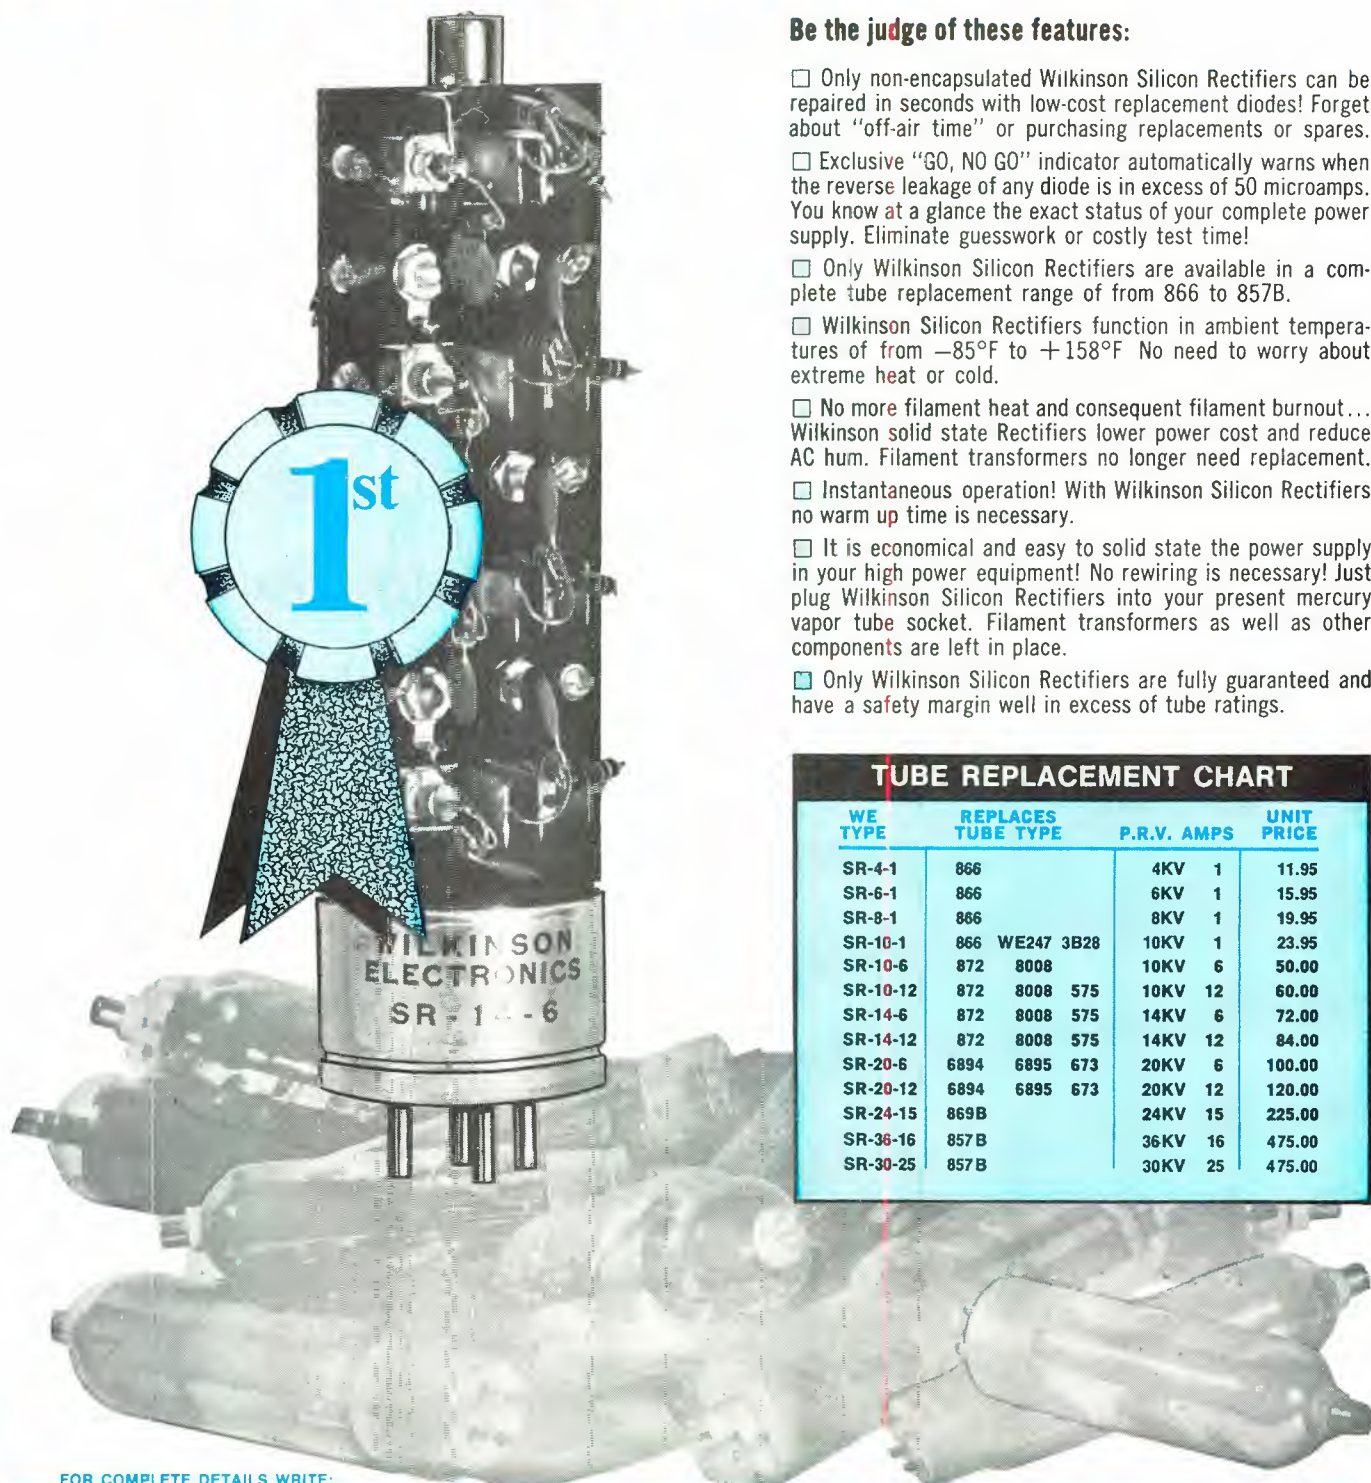 Be the judge of these features:
□ Only non-encapsulated Wilkinson Silicon Rectifiers can be
repaired in seconds with low-cost replacement diodes! Forget
about "off-air time" or purchasing replacements or spares.
□ Exclusive "GO, NO GO" indicator automatically warns when
the reverse leakage of any diode is in excess of 50 microamps.
You know at a glance the exact status of your complete power
supply. Eliminate guesswork or costly test time!
□ Only Wilkinson Silicon Rectifiers are available in a com-
plete tube replacement range of from 866 to 857B.
□ Wilkinson Silicon Rectifiers function in ambient tempera-
tures of from —85°F to +158°F No need to worry about
extreme heat or cold.
□ No more filament heat and consequent filament burnout...
Wilkinson solid state Rectifiers lower power cost and reduce
AC hum. Filament transformers no longer need replacement.
□ Instantaneous operation! With Wilkinson Silicon Rectifiers
no warm up time is necessary.
□ It is economical and easy to solid state the power supply
in your high power equipment! No rewiring is necessary! Just
plug Wilkinson Silicon Rectifiers into your present mercury
vapor tube socket. Filament transformers as well as other
components are left in place.
□ Only Wilkinson Silicon Rectifiers are fully guaranteed and
have a safety margin well in excess of tube ratings.
1st
WILKINSON
ELECTRONICS
SR-1 -6
TUBE REPLACEMENT CHART
WE TYPE REPLACES TUBE TYPE P.R.V. AMPS UNIT PRICE
SR-4-1 866 4KV 1 11.95
SR-6-1 866 6KV 1 15.95
SR-8-1 866 8KV 1 19.95
SR-10-1 866 WE247 3B28 10KV 1 23.95
SR-10-6 872 8008 10KV 6 50.00
SR-10-12 872 8008 575 10KV 12 60.00
SR-14-6 872 8008 575 14KV 6 72.00
SR-14-12 872 8008 575 14KV 12 84.00
SR-20-6 6894 6895 673 20KV 6 100.00
SR-20-12 6894 6895 673 20KV 12 120.00
SR-24-15 869B 24KV 15 225.00
SR-36-16 857B 36KV 16 475.00
SR-30-25 857B 30KV 25 475.00
FOR COMPLETE DETAILS WRITE: